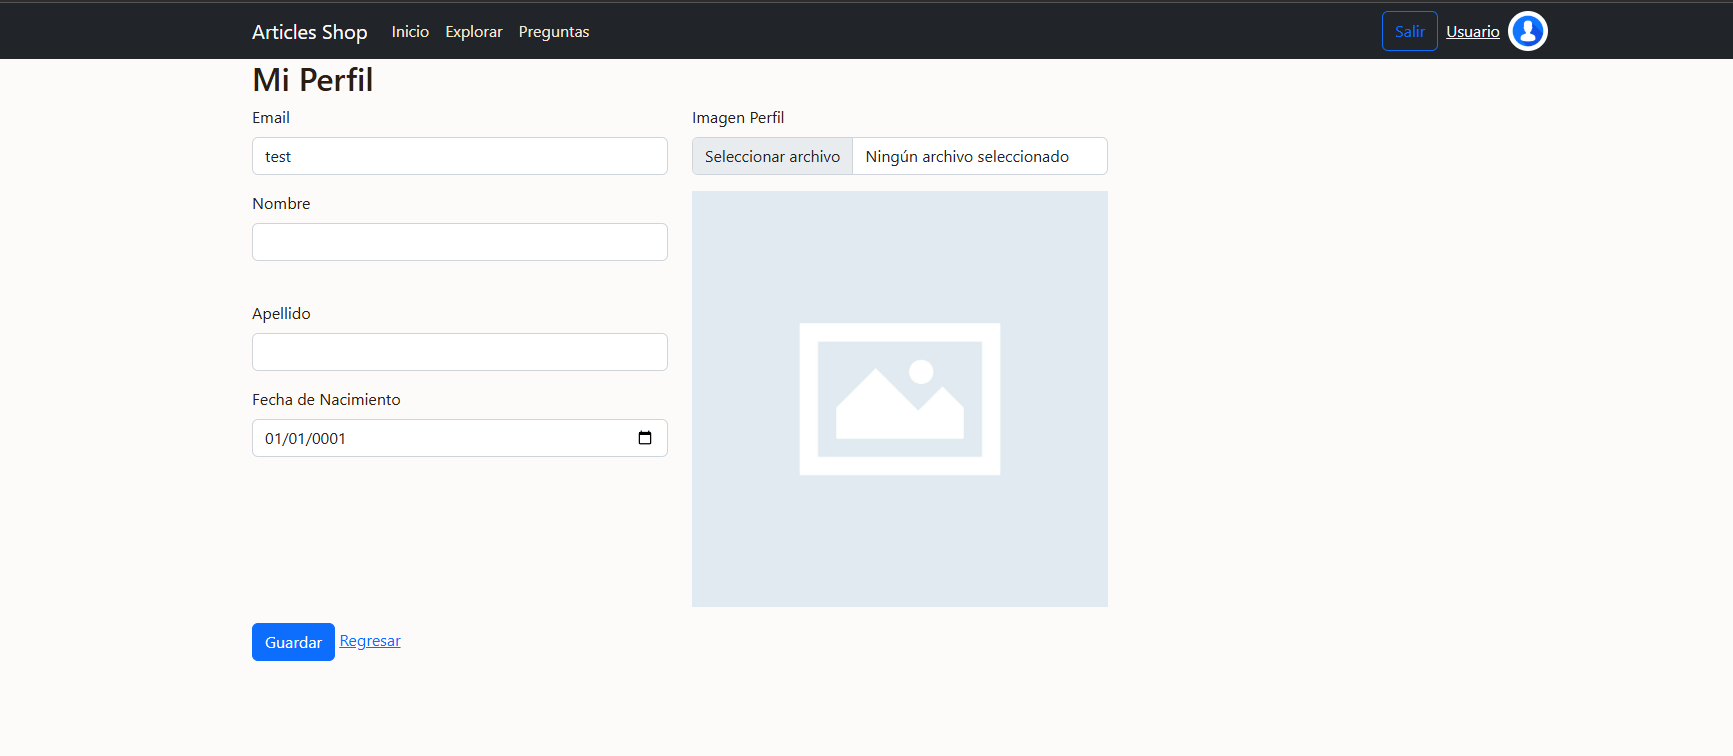 Articles Shop Inicio Explorar Preguntas Salir Usuario
Mi Perfil
Email
test
Nombre
Apellido
Fecha de Nacimiento
01/01/0001
Imagen Perfil
Seleccionar archivo Ningún archivo seleccionado
Guardar Regresar